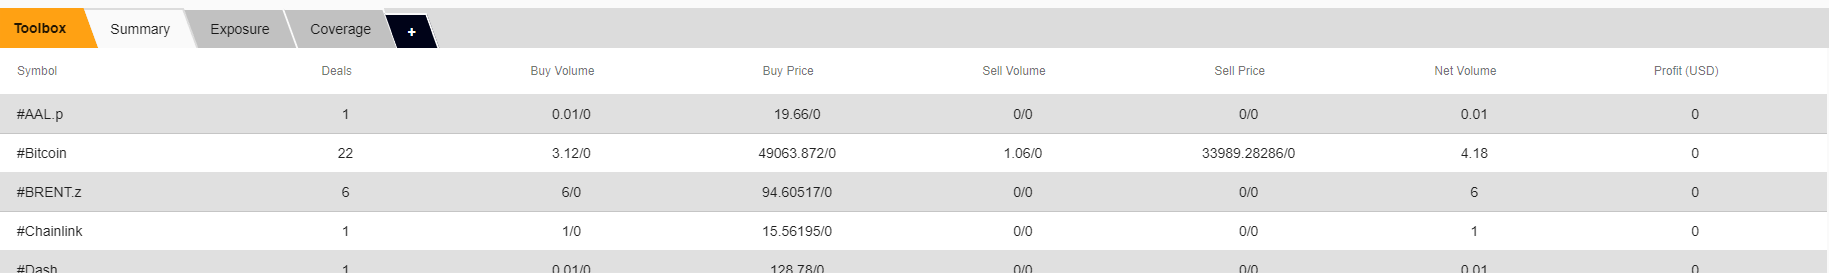 Toolbox Summary Exposure Coverage +
Symbol Deals Buy Volume Buy Price Sell Volume Sell Price Net Volume Profit (USD)
#AAL.p 1 0.01/0 19.66/0 0/0 0/0 0.01 0
#Bitcoin 22 3.12/0 49063.872/0 1.06/0 33989.28286/0 4.18 0
#BRENT.z 6 6/0 94.60517/0 0/0 0/0 6 0
#Chainlink 1 1/0 15.56195/0 0/0 0/0 1 0
#Dash 1 0.01/0 128.78/0 0/0 0/0 0.01 0